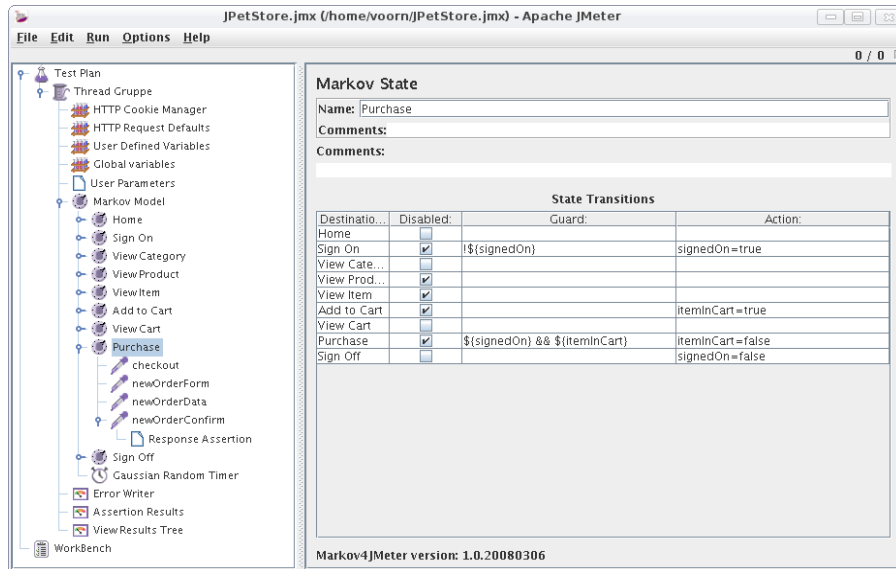 JPetStore.jmx (/home/voorn/JPetStore.jmx) - Apache JMeter
File Edit Run Options Help
0 / 0
Test Plan
Thread Gruppe
HTTP Cookie Manager
HTTP Request Defaults
User Defined Variables
Global variables
User Parameters
Markov Model
Home
Sign On
View Category
View Product
View Item
Add to Cart
View Cart
Purchase
checkout
newOrderForm
newOrderData
newOrderConfirm
Response Assertion
Sign Off
Gaussian Random Timer
Error Writer
Assertion Results
View Results Tree
WorkBench
Markov State
Name: Purchase
Comments:
Comments:
State Transitions
Destinatio... Disabled: Guard: Action:
Home
Sign On !${signedOn} signedOn=true
View Cate...
View Prod...
View Item
Add to Cart itemInCart=true
View Cart
Purchase ${signedOn} && ${itemInCart} itemInCart=false
Sign Off signedOn=false
Markov4JMeter version: 1.0.20080306